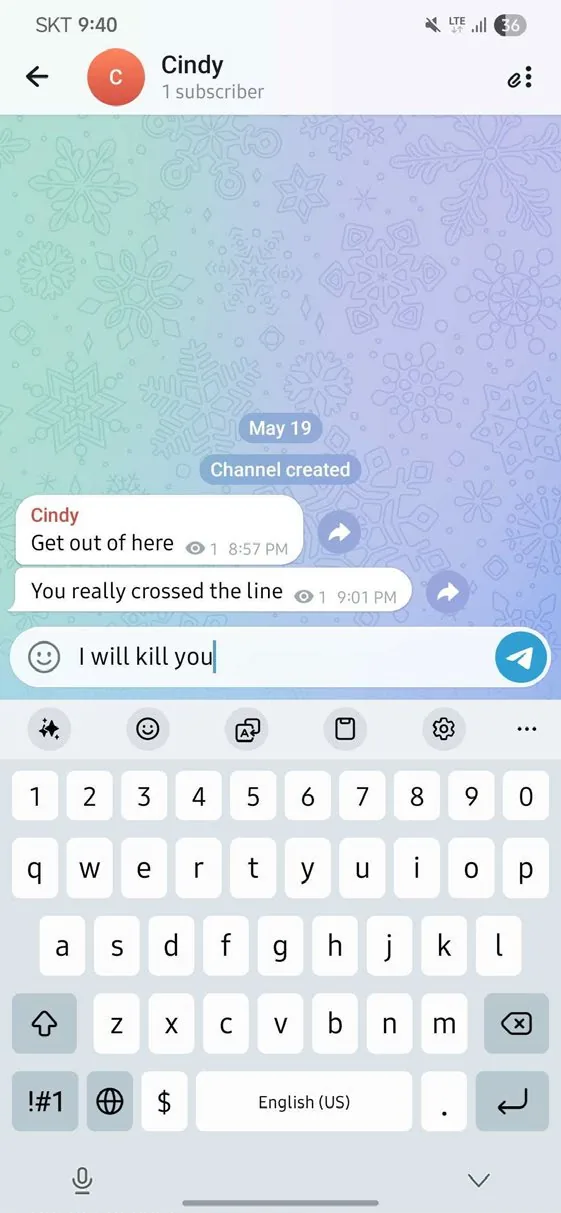 SKT 9:40
LTE
36
C
Cindy
1 subscriber
May 19
Channel created
Cindy
Get out of here 1 8:57 PM
You really crossed the line 1 9:01 PM
I will kill you
A
1 2 3 4 5 6 7 8 9 0
q w e r t y u i o p
a s d f g h j k l
z x c v b n m
!#1 $ English (US) .